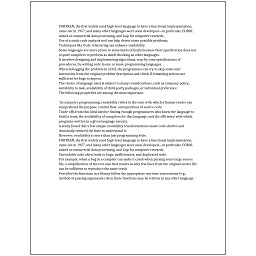 FORTRAN, the first widely used high-level language to have a functional implementation,
came out in 1957, and many other languages were soon developed—in particular, COBOL
aimed at commercial data processing, and Lisp for computer research.
Use of a static code analysis tool can help detect some possible problems.
Techniques like Code refactoring can enhance readability.
Some languages are more prone to some kinds of faults because their specification does not
require compilers to perform as much checking as other languages.
It involves designing and implementing algorithms, step-by-step specifications of
procedures, by writing code in one or more programming languages.
When debugging the problem in a GUI, the programmer can try to skip some user
interaction from the original problem description and check if remaining actions are
sufficient for bugs to appear.
The choice of language used is subject to many considerations, such as company policy,
suitability to task, availability of third-party packages, or individual preference.
The following properties are among the most important:
In computer programming, readability refers to the ease with which a human reader can
comprehend the purpose, control flow, and operation of source code.
Trade-offs from this ideal involve finding enough programmers who know the language to
build a team, the availability of compilers for that language, and the efficiency with which
programs written in a given language execute.
A study found that a few simple readability transformations made code shorter and
drastically reduced the time to understand it.
However, readability is more than just programming style.
FORTRAN, the first widely used high-level language to have a functional implementation,
came out in 1957, and many other languages were soon developed—in particular, COBOL
aimed at commercial data processing, and Lisp for computer research.
Unreadable code often leads to bugs, inefficiencies, and duplicated code.
For example, when a bug in a compiler can make it crash when parsing some large source
file, a simplification of the test case that results in only few lines from the original source file
can be sufficient to reproduce the same crash.
Provided the functions in a library follow the appropriate run-time conventions (e.g.,
method of passing arguments), then these functions may be written in any other language.